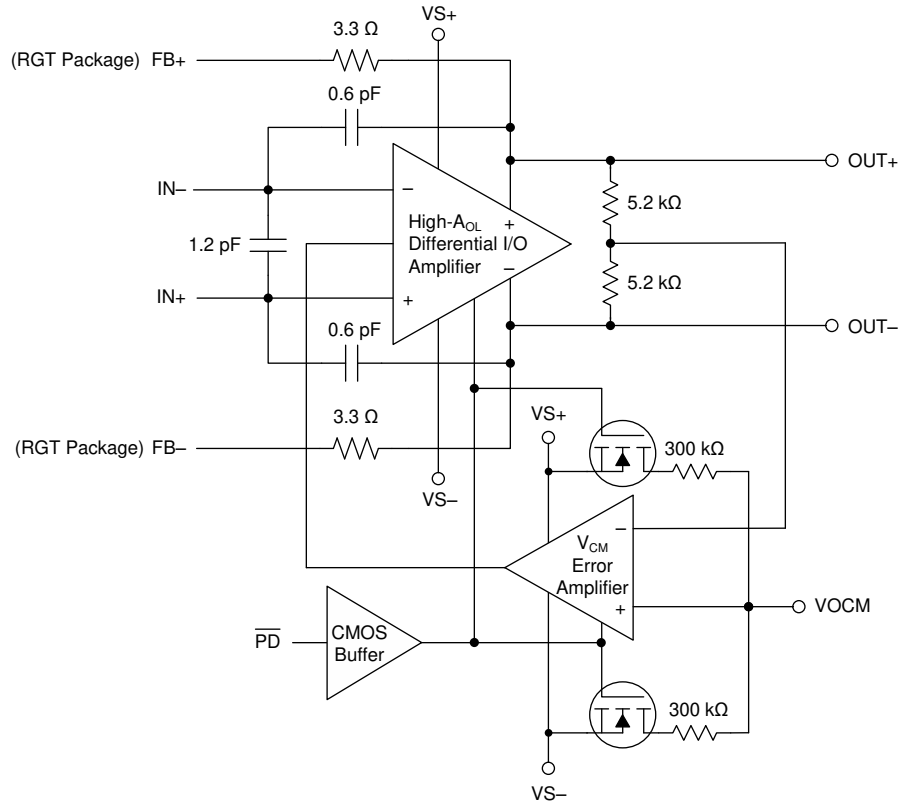 VS+
3.3 Ω
(RGT Package) FB+
0.6 pF
OUT+
IN–
–
5.2 kΩ
+
High-AOL
Differential I/O
Amplifier
1.2 pF
–
5.2 kΩ
IN+
+
0.6 pF
OUT–
3.3 Ω
VS+
(RGT Package) FB–
300 kΩ
VS–
–
VCM
Error
Amplifier
+
VOCM
PD
CMOS
Buffer
300 kΩ
VS–